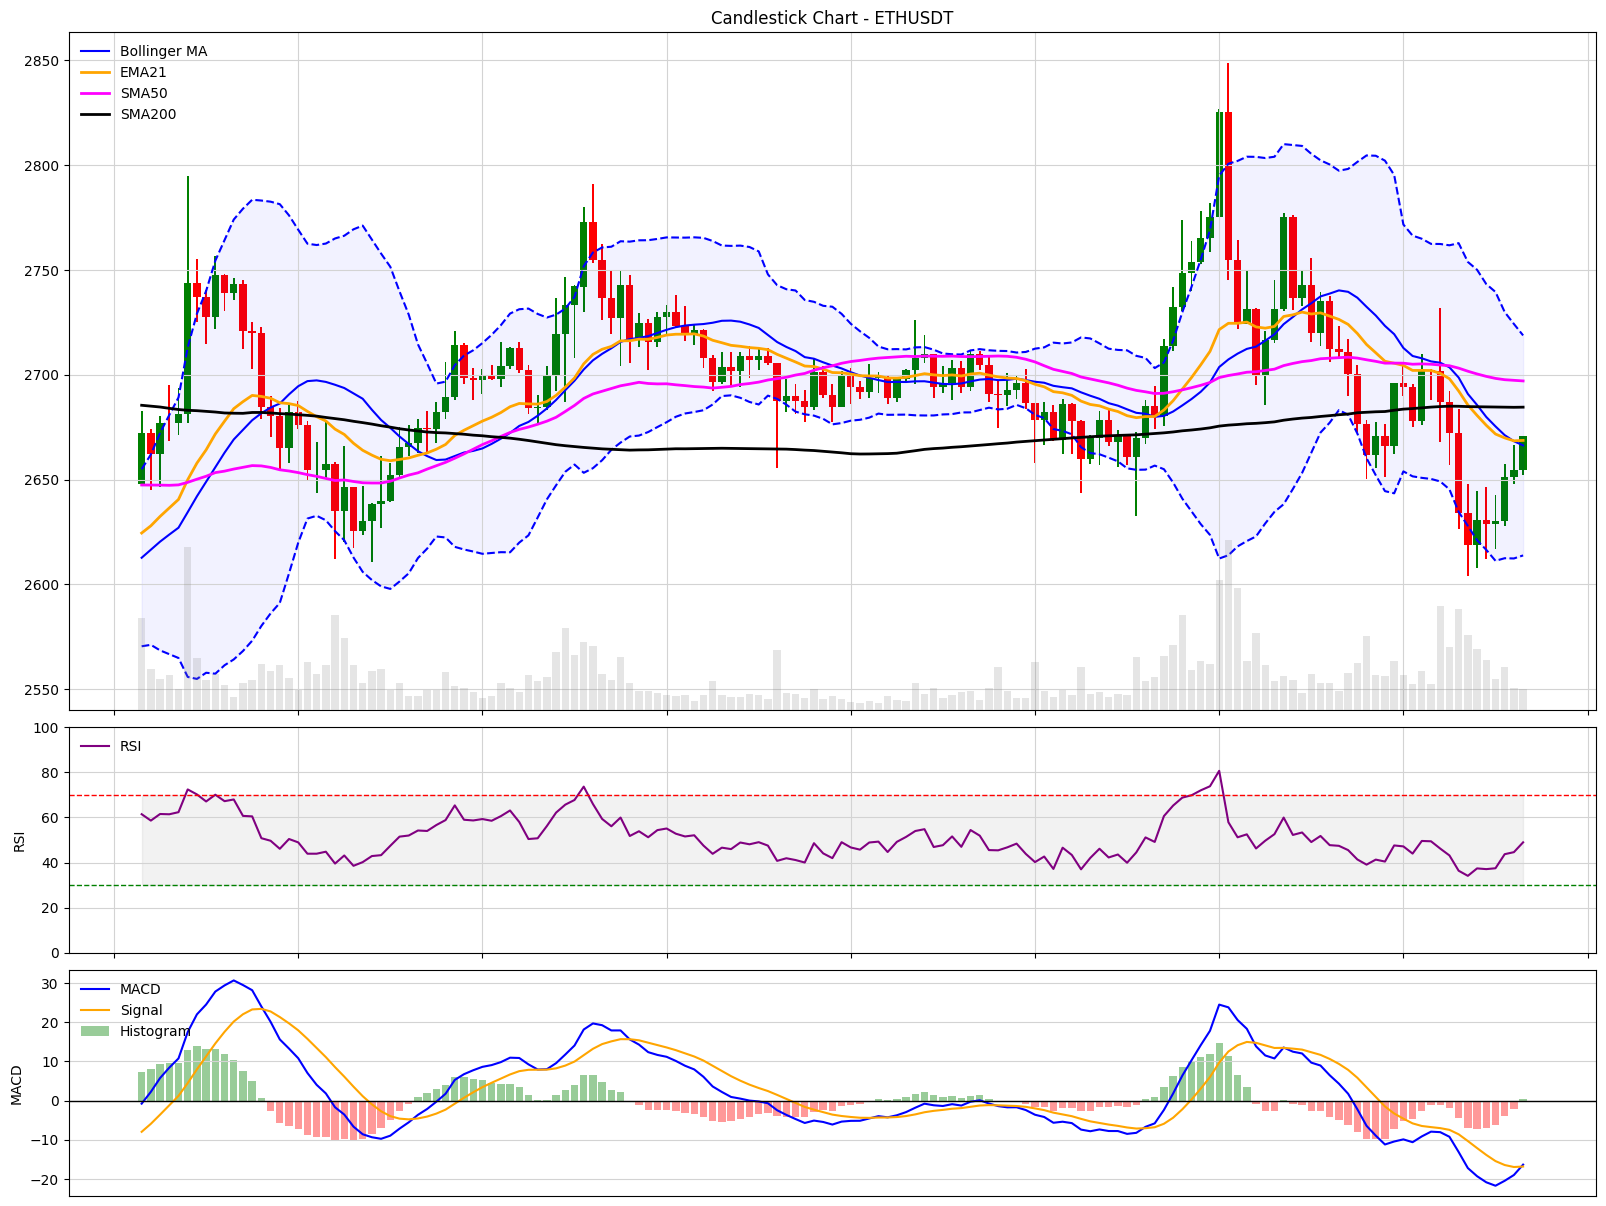 Candlestick Chart - ETHUSDT
Bollinger MA
EMA21
SMA50
SMA200
2850
2800
2750
2700
2650
2600
2550
RSI
100
80
60
40
20
0
RSI
MACD
Signal
Histogram
30
20
10
0
−10
−20
MACD